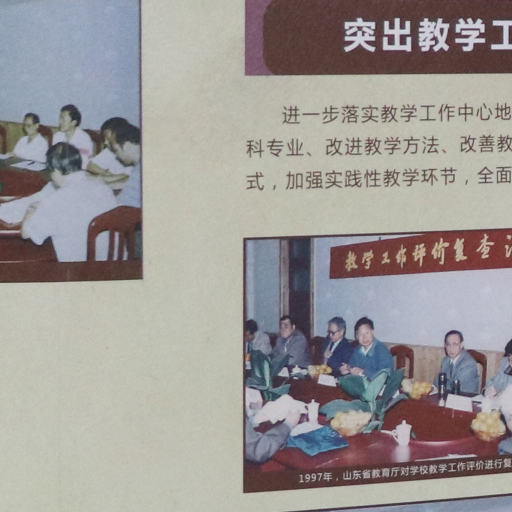 突出教学工
进一步落实教学工作中心地
科专业、改进教学方法、改善教
式，加强实践性教学环节，全面
教学工作评价复查
1997年，山东省教育厅对学校教学工作评价进行复